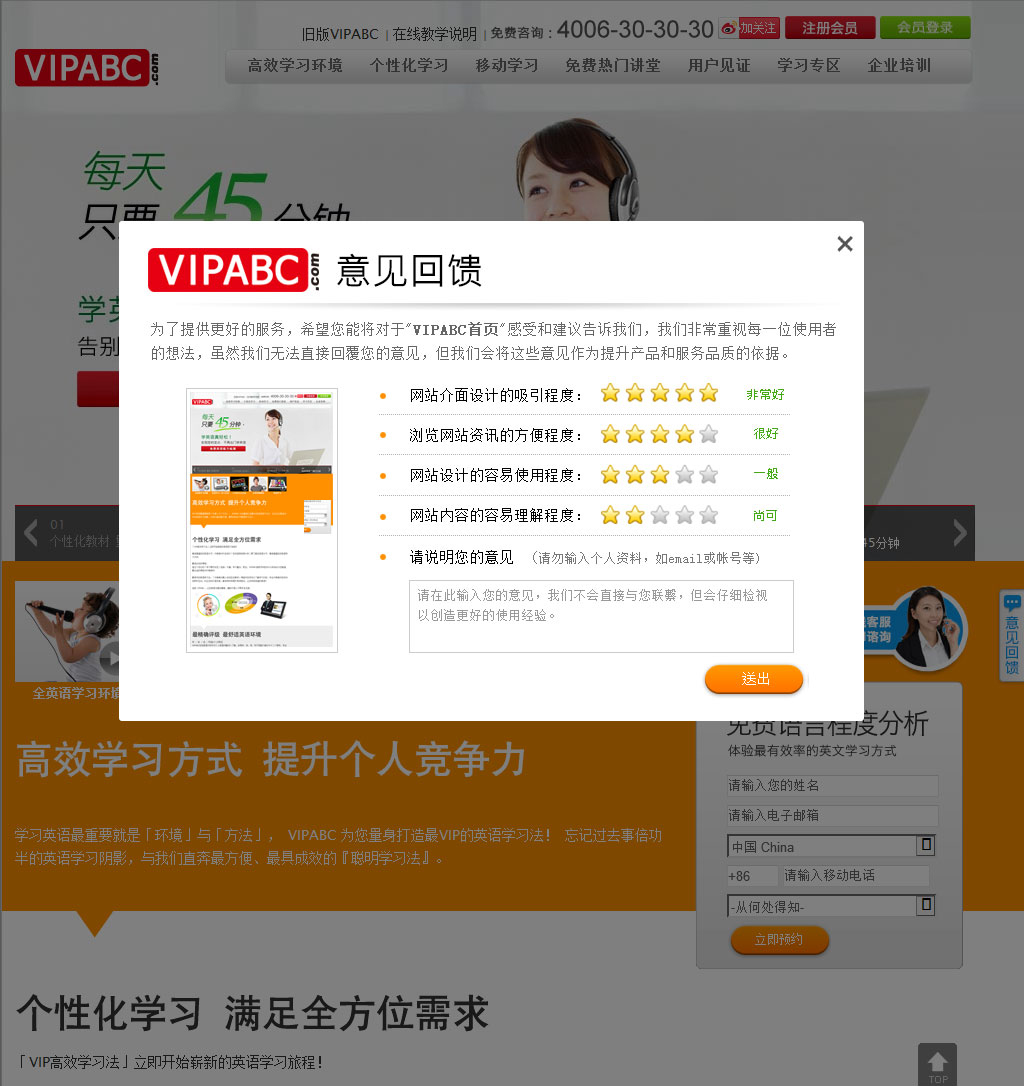 旧版VIPABC | 在线教学说明 | 免费咨询：4006-30-30-30 加关注 注册会员 会员登录
VIPABC.com
高效学习环境 个性化学习 移动学习 免费热门讲堂 用户见证 学习专区 企业培训
每天
只要 45 分钟
学英
告别
VIPABC.com 意见回馈
为了提供更好的服务，希望您能将对于"VIPABC首页"感受和建议告诉我们，我们非常重视每一位使用者
的想法，虽然我们无法直接回覆您的意见，但我们会将这些意见作为提升产品和服务品质的依据。
网站介面设计的吸引程度： 非常好
浏览网站资讯的方便程度： 很好
网站设计的容易使用程度： 一般
网站内容的容易理解程度： 尚可
请说明您的意见 （请勿输入个人资料，如email或帐号等）
请在此输入您的意见，我们不会直接与您联繫，但会仔细检视
以创造更好的使用经验。
送出
01
个性化教材
45分钟
客服
咨询
意见回馈
全英语学习环境
高效学习方式 提升个人竞争力
学习英语最重要就是「环境」与「方法」， VIPABC 为您量身打造最VIP的英语学习法！ 忘记过去事倍功
半的英语学习阴影，与我们直奔最方便、最具成效的『聪明学习法』。
免费语言程度分析
体验最有效率的英文学习方式
请输入您的姓名
请输入电子邮箱
中国 China
+86 请输入移动电话
-从何处得知-
立即预约
个性化学习 满足全方位需求
「VIP高效学习法」立即开始崭新的英语学习旅程！
TOP